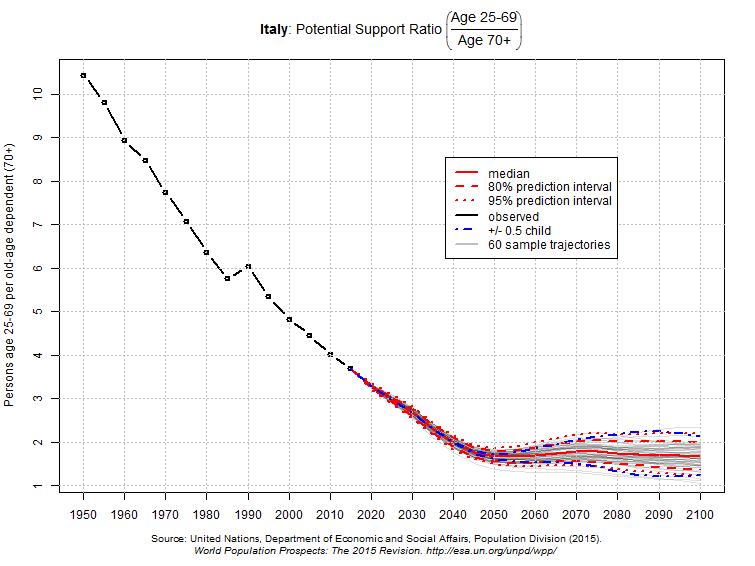 Italy: Potential Support Ratio (Age 25-69 / Age 70+)
Persons age 25-69 per old-age dependent (70+)
10
9
8
7
6
5
4
3
2
1
median
80% prediction interval
95% prediction interval
observed
+/- 0.5 child
60 sample trajectories
1950 1960 1970 1980 1990 2000 2010 2020 2030 2040 2050 2060 2070 2080 2090 2100
Source: United Nations, Department of Economic and Social Affairs, Population Division (2015).
World Population Prospects: The 2015 Revision. http://esa.un.org/unpd/wpp/